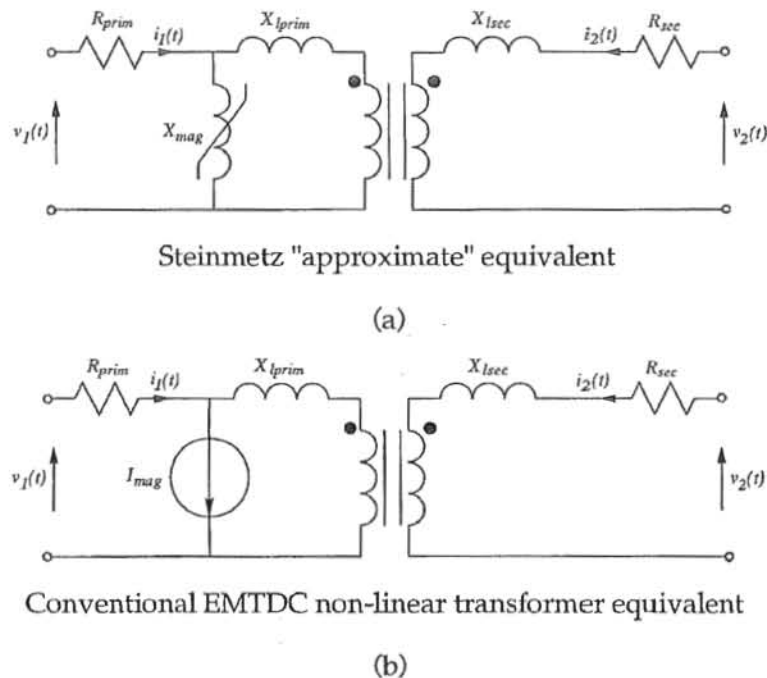 R_prim i_1(t) X_lprim X_lsec i_2(t) R_sec
v_1(t) X_mag v_2(t)
Steinmetz "approximate" equivalent
(a)
R_prim i_1(t) X_lprim X_lsec i_2(t) R_sec
v_1(t) I_mag v_2(t)
Conventional EMTDC non-linear transformer equivalent
(b)